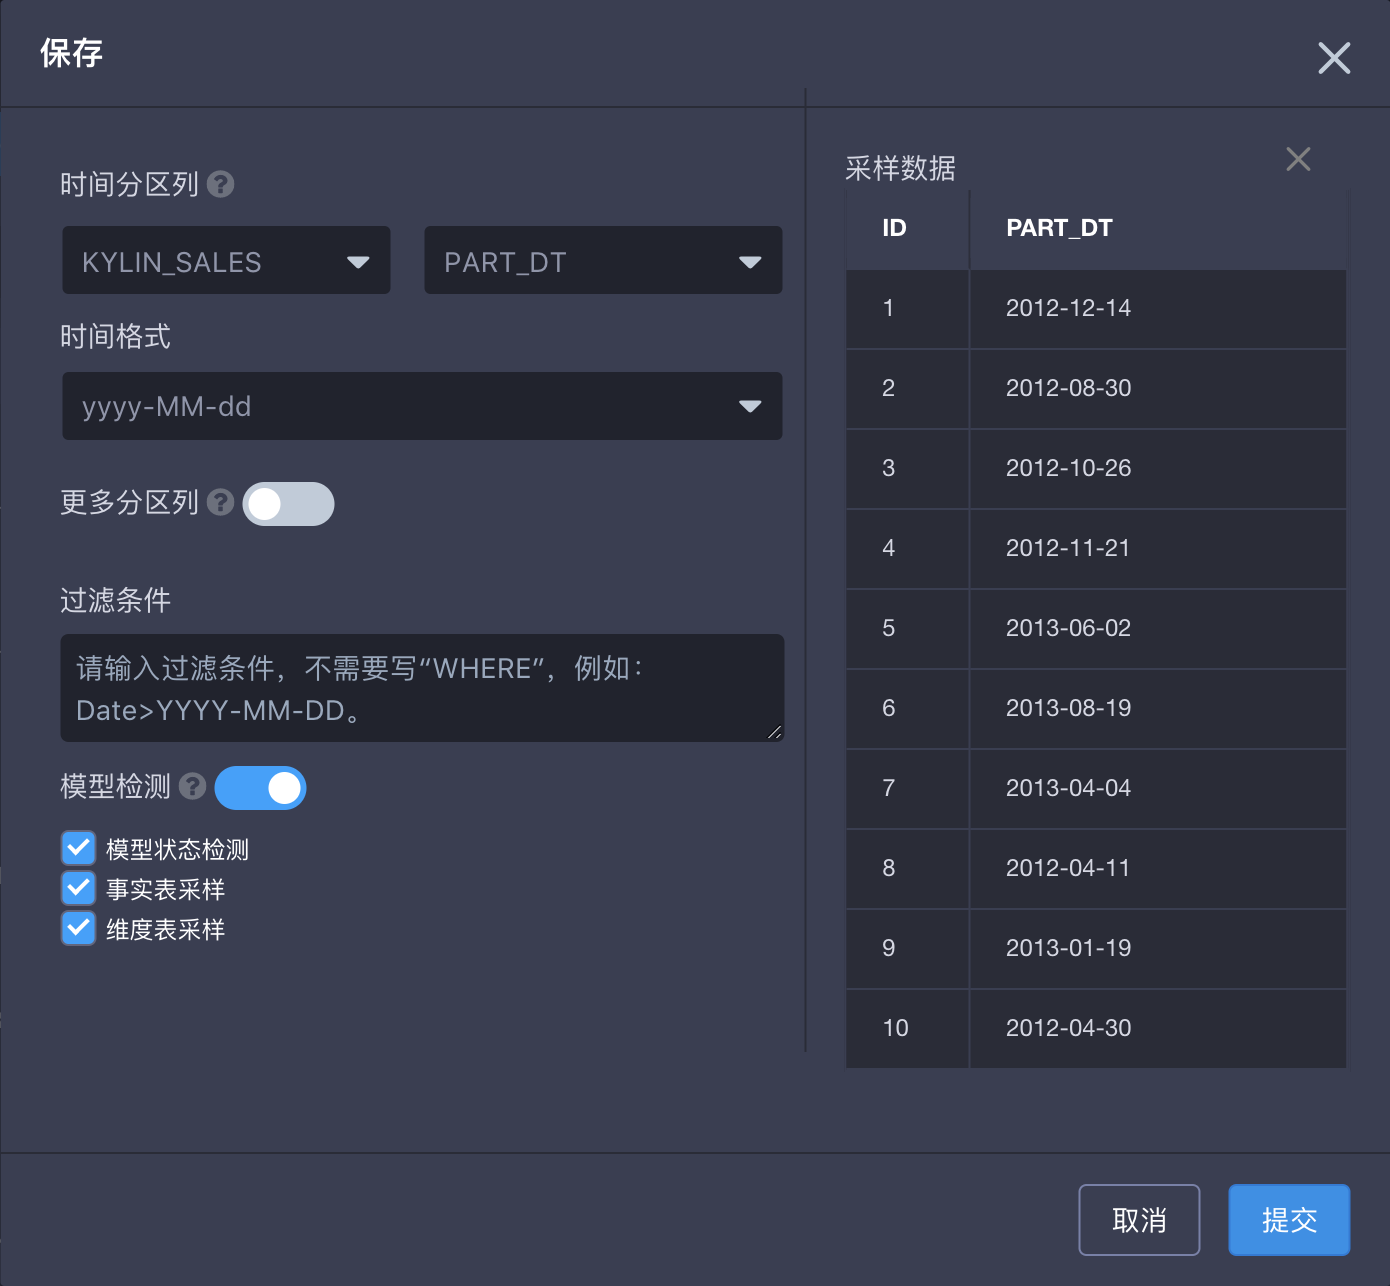 保存
时间分区列 ?
KYLIN_SALES PART_DT
时间格式
yyyy-MM-dd
更多分区列 ?
过滤条件
请输入过滤条件，不需要写“WHERE”，例如：
Date>YYYY-MM-DD。
模型检测 ?
模型状态检测
事实表采样
维度表采样
采样数据
ID PART_DT
1 2012-12-14
2 2012-08-30
3 2012-10-26
4 2012-11-21
5 2013-06-02
6 2013-08-19
7 2013-04-04
8 2012-04-11
9 2013-01-19
10 2012-04-30
取消 提交